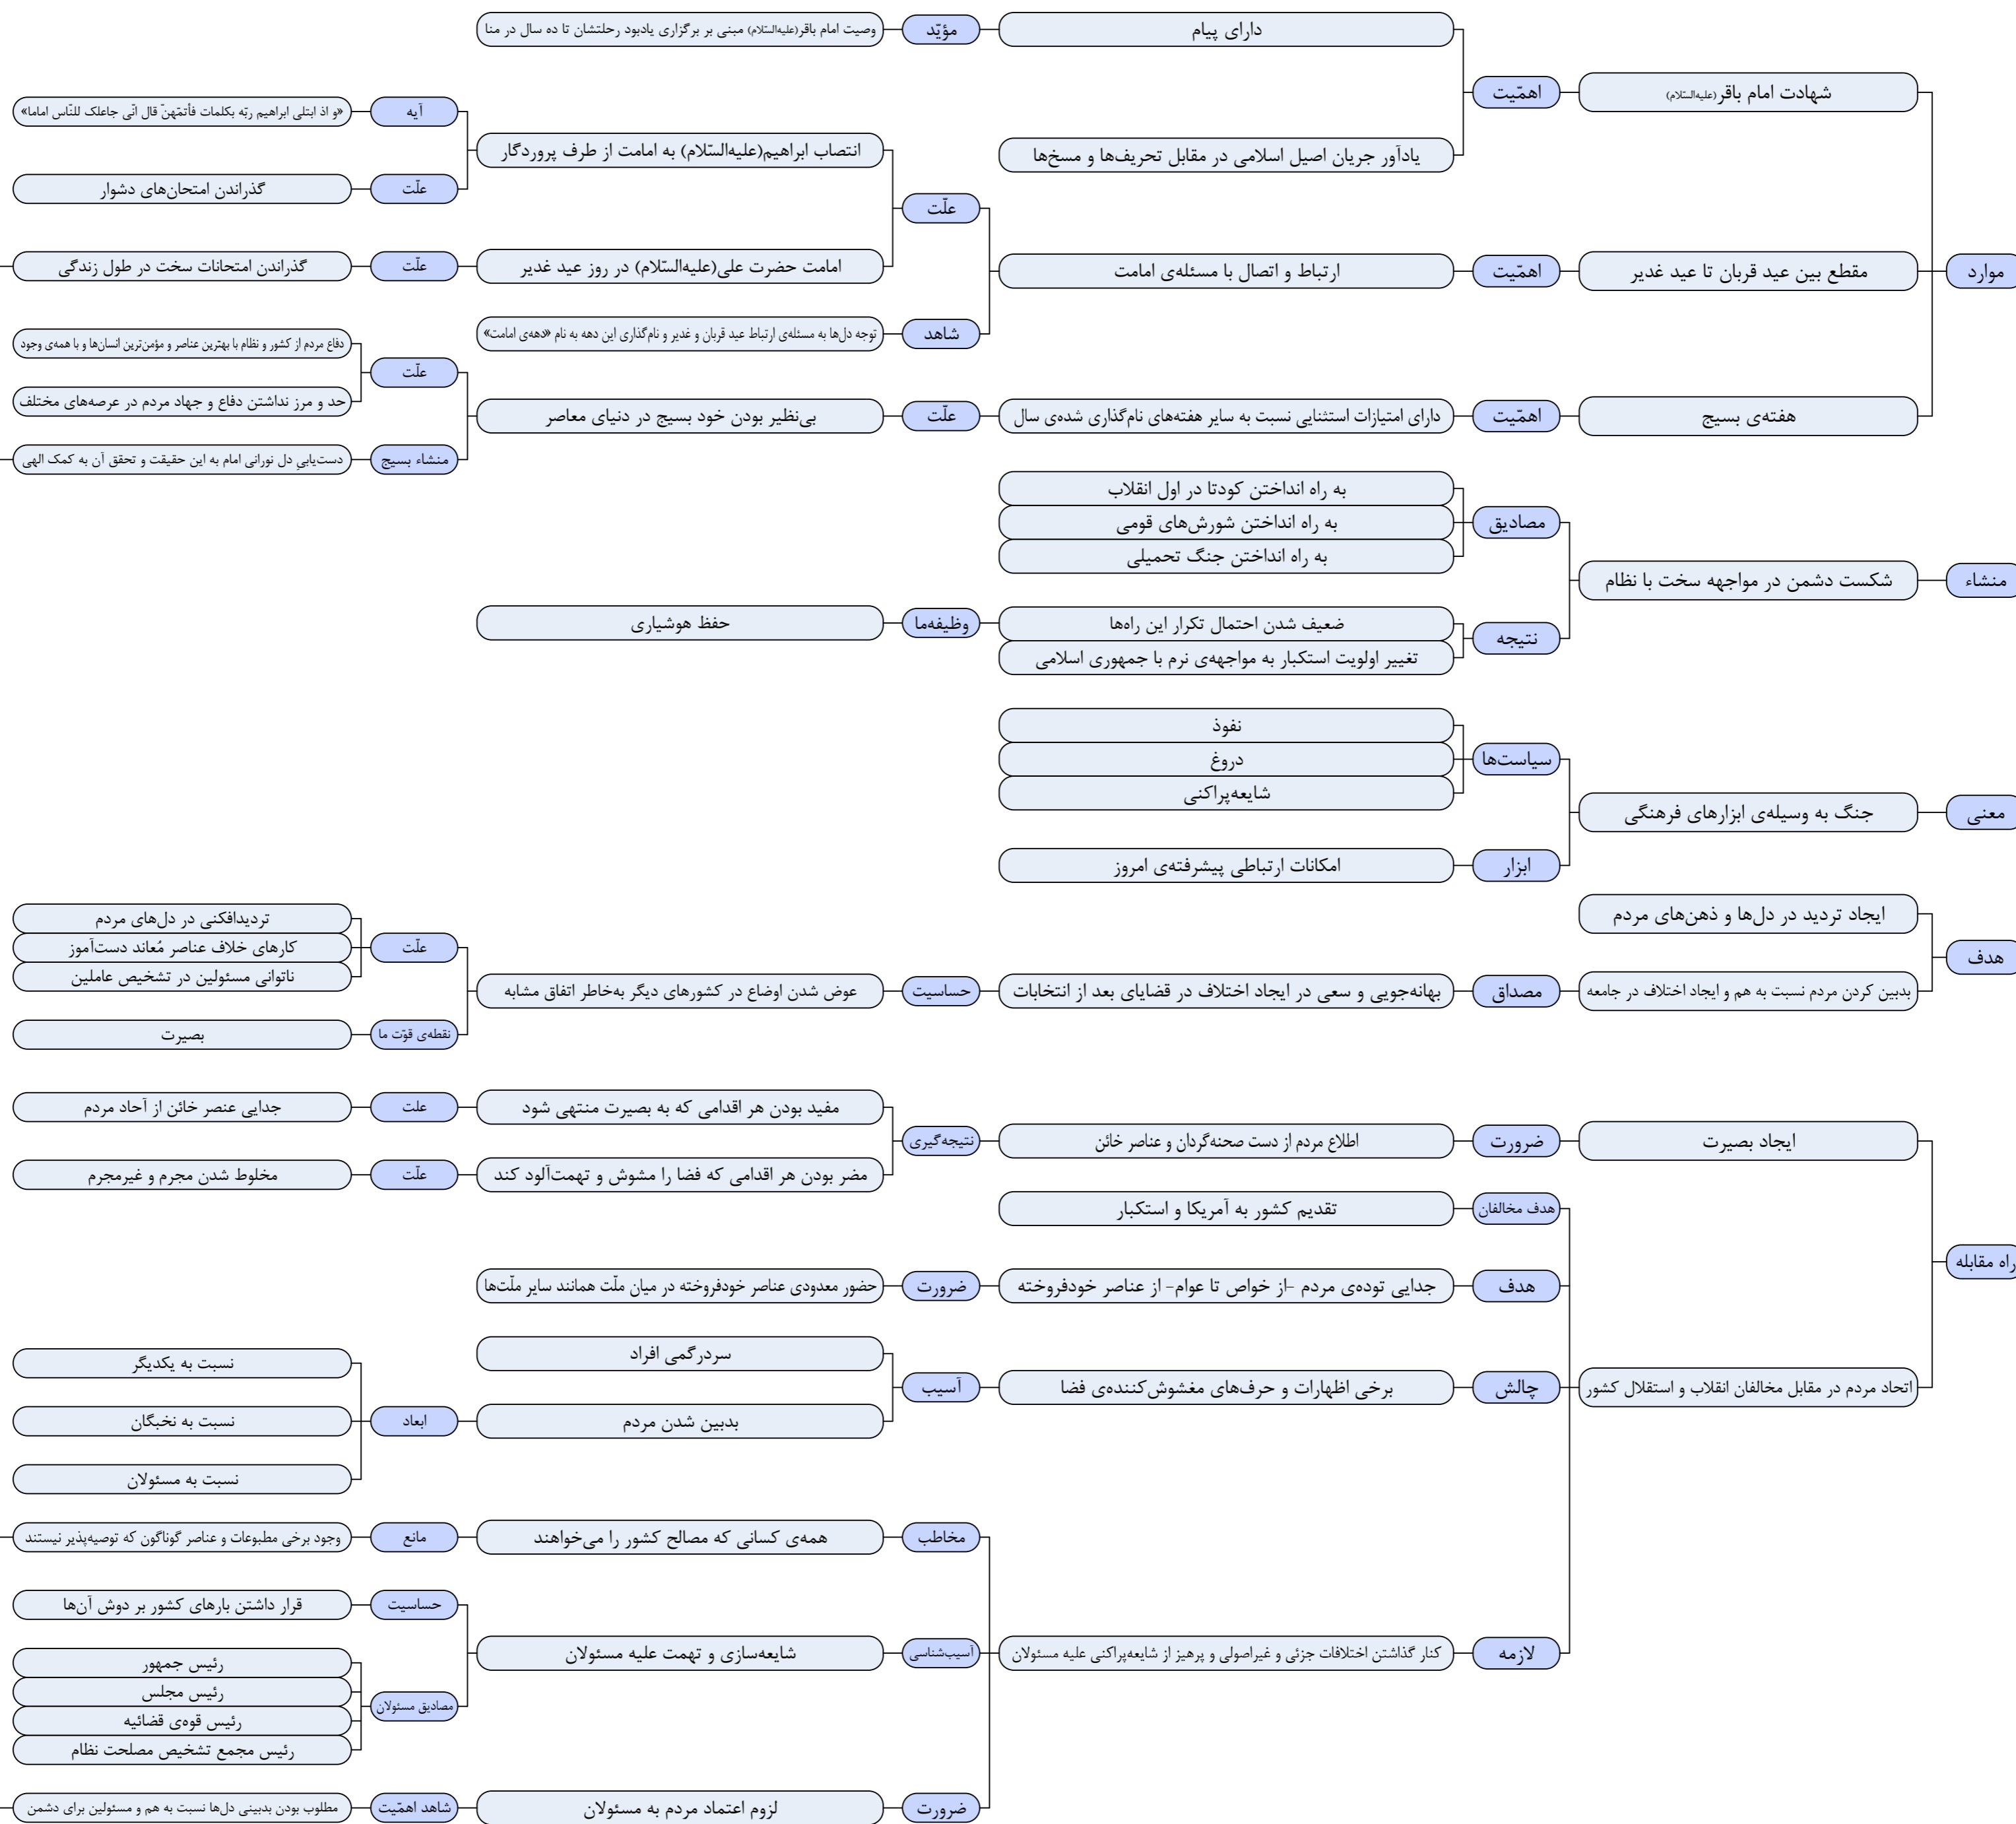 موارد
شهادت امام باقر(علیه‌السّلام)
اهمّیت
دارای پیام
مؤیّد
وصیت امام باقر(علیه‌السّلام) مبنی بر برگزاری یادبود رحلتشان تا ده سال در منا
یادآور جریان اصیل اسلامی در مقابل تحریف‌ها و مسخ‌ها
مقطع بین عید قربان تا عید غدیر
اهمّیت
ارتباط و اتصال با مسئله‌ی امامت
علّت
انتصاب ابراهیم(علیه‌السّلام) به امامت از طرف پروردگار
آیه
«و اذ ابتلی ابراهیم ربّه بکلمات فأتمّهنّ قال انّی جاعلک للنّاس اماما»
علّت
گذراندن امتحان‌های دشوار
امامت حضرت علی(علیه‌السّلام) در روز عید غدیر
علّت
گذراندن امتحانات سخت در طول زندگی
شاهد
توجه دل‌ها به مسئله‌ی ارتباط عید قربان و غدیر و نام‌گذاری این دهه به نام «دهه‌ی امامت»
هفته‌ی بسیج
اهمّیت
دارای امتیازات استثنایی نسبت به سایر هفته‌های نام‌گذاری شده‌ی سال
علّت
بی‌نظیر بودن خود بسیج در دنیای معاصر
علّت
دفاع مردم از کشور و نظام با بهترین عناصر و مؤمن‌ترین انسان‌ها و با همه‌ی وجود
حد و مرز نداشتن دفاع و جهاد مردم در عرصه‌های مختلف
منشاء بسیج
دست‌یابی دل نورانی امام به این حقیقت و تحقق آن به کمک الهی
منشاء
شکست دشمن در مواجهه سخت با نظام
مصادیق
به راه انداختن کودتا در اول انقلاب
به راه انداختن شورش‌های قومی
به راه انداختن جنگ تحمیلی
نتیجه
ضعیف شدن احتمال تکرار این راه‌ها
وظیفه‌ما
حفظ هوشیاری
تغییر اولویت استکبار به مواجهه‌ی نرم با جمهوری اسلامی
معنی
جنگ به وسیله‌ی ابزارهای فرهنگی
سیاست‌ها
نفوذ
دروغ
شایعه‌پراکنی
ابزار
امکانات ارتباطی پیشرفته‌ی امروز
هدف
ایجاد تردید در دل‌ها و ذهن‌های مردم
بدبین کردن مردم نسبت به هم و ایجاد اختلاف در جامعه
مصداق
بهانه‌جویی و سعی در ایجاد اختلاف در قضایای بعد از انتخابات
حساسیت
عوض شدن اوضاع در کشورهای دیگر به‌خاطر اتفاق مشابه
علّت
تردیدافکنی در دل‌های مردم
کارهای خلاف عناصر مُعاند دست‌آموز
ناتوانی مسئولین در تشخیص عاملین
نقطه‌ی قوّت ما
بصیرت
راه مقابله
ایجاد بصیرت
ضرورت
اطلاع مردم از دست صحنه‌گردان و عناصر خائن
نتیجه‌گیری
مفید بودن هر اقدامی که به بصیرت منتهی شود
علت
جدایی عنصر خائن از آحاد مردم
مضر بودن هر اقدامی که فضا را مشوش و تهمت‌آلود کند
علّت
مخلوط شدن مجرم و غیرمجرم
اتحاد مردم در مقابل مخالفان انقلاب و استقلال کشور
هدف مخالفان
تقدیم کشور به آمریکا و استکبار
هدف
جدایی توده‌ی مردم -از خواص تا عوام- از عناصر خودفروخته
ضرورت
حضور معدودی عناصر خودفروخته در میان ملّت همانند سایر ملّت‌ها
چالش
برخی اظهارات و حرف‌های مغشوش‌کننده‌ی فضا
آسیب
سردرگمی افراد
بدبین شدن مردم
ابعاد
نسبت به یکدیگر
نسبت به نخبگان
نسبت به مسئولان
لازمه
کنار گذاشتن اختلافات جزئی و غیراصولی و پرهیز از شایعه‌پراکنی علیه مسئولان
مخاطب
همه‌ی کسانی که مصالح کشور را می‌خواهند
مانع
وجود برخی مطبوعات و عناصر گوناگون که توصیه‌پذیر نیستند
آسیب‌شناسی
شایعه‌سازی و تهمت علیه مسئولان
حساسیت
قرار داشتن بارهای کشور بر دوش آن‌ها
مصادیق مسئولان
رئیس جمهور
رئیس مجلس
رئیس قوه‌ی قضائیه
رئیس مجمع تشخیص مصلحت نظام
ضرورت
لزوم اعتماد مردم به مسئولان
شاهد اهمّیت
مطلوب بودن بدبینی دل‌ها نسبت به هم و مسئولین برای دشمن